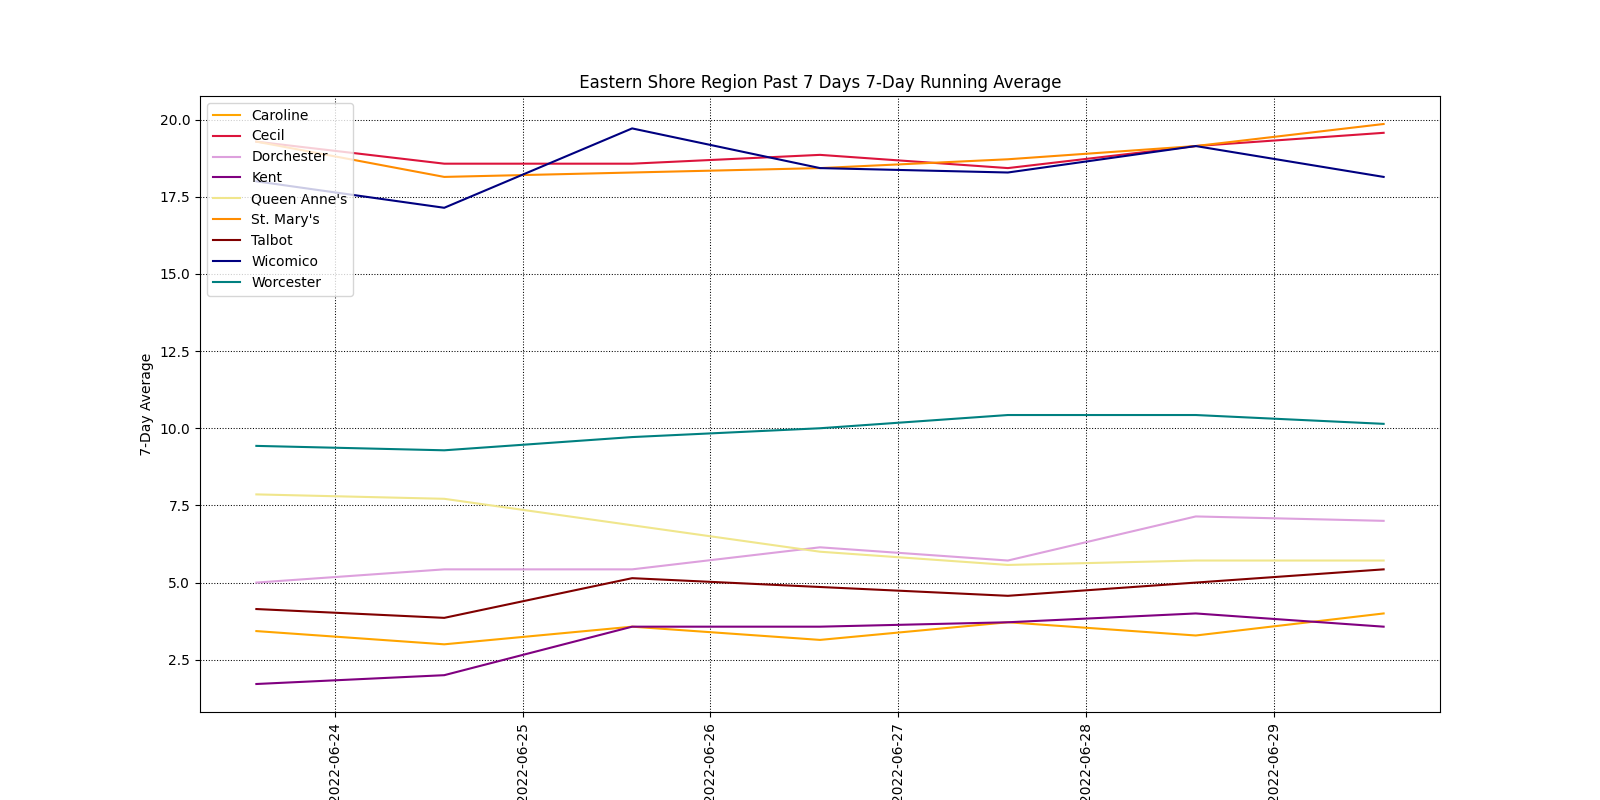 Eastern Shore Region Past 7 Days 7-Day Running Average
Caroline
Cecil
Dorchester
Kent
Queen Anne's
St. Mary's
Talbot
Wicomico
Worcester
20.0
17.5
15.0
12.5
10.0
7.5
5.0
2.5
7-Day Average
2022-06-24
2022-06-25
2022-06-26
2022-06-27
2022-06-28
2022-06-29